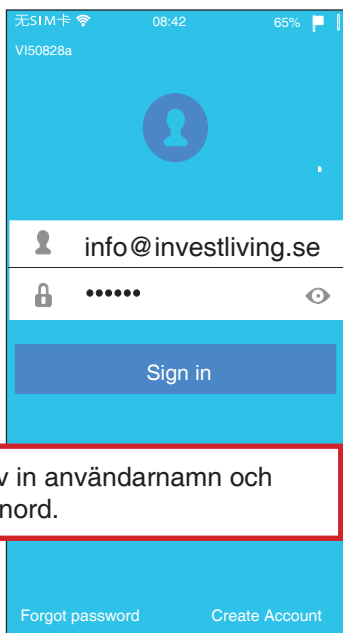 无SIM卡 08:42 65%
VI50828a
info@investliving.se
••••••
Sign in
in användarnamn och
Forgot password Create Account